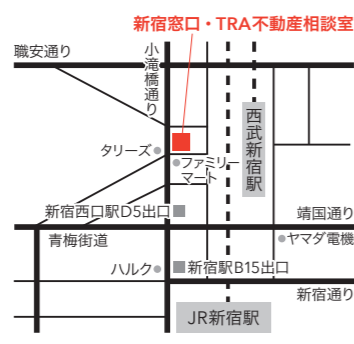 新宿窓口・TRA不動産相談室
職安通り
小滝橋通り
西武新宿駅
タリーズ
ファミリー
マート
新宿西口駅D5出口
靖国通り
青梅街道
ヤマダ電機
ハルク
新宿駅B15出口
新宿通り
JR新宿駅